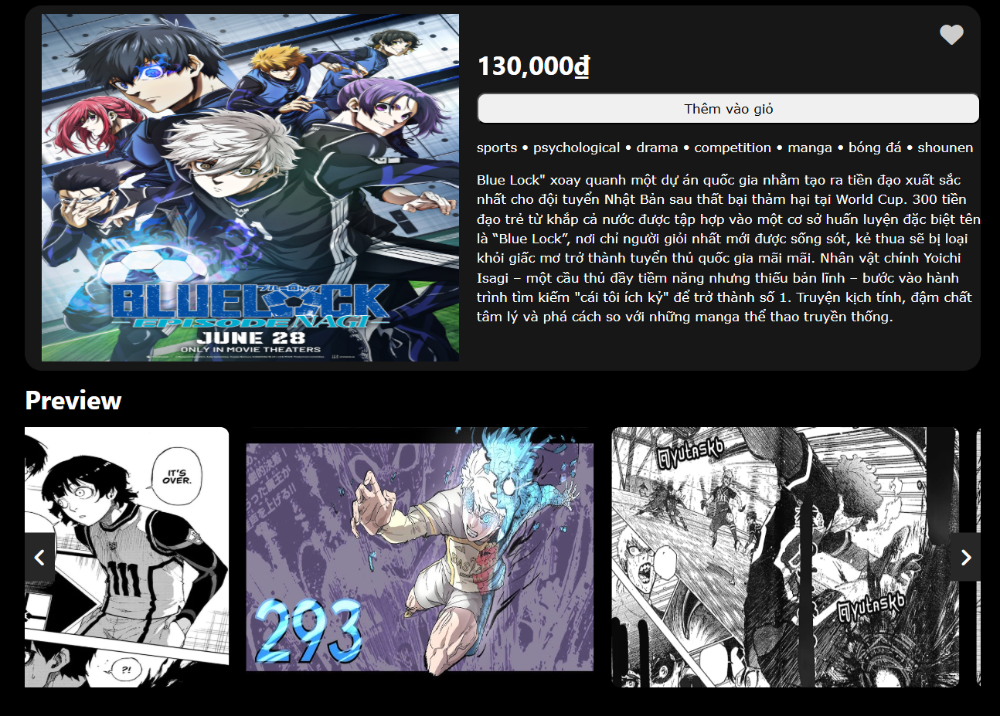 130,000₫
Thêm vào giỏ
sports • psychological • drama • competition • manga • bóng đá • shounen
Blue Lock" xoay quanh một dự án quốc gia nhằm tạo ra tiền đạo xuất sắc
nhất cho đội tuyển Nhật Bản sau thất bại thảm hại tại World Cup. 300 tiền
đạo trẻ từ khắp cả nước được tập hợp vào một cơ sở huấn luyện đặc biệt tên
là “Blue Lock”, nơi chỉ người giỏi nhất mới được sống sót, kẻ thua sẽ bị loại
khỏi giấc mơ trở thành tuyển thủ quốc gia mãi mãi. Nhân vật chính Yoichi
Isagi – một cầu thủ đầy tiềm năng nhưng thiếu bản lĩnh – bước vào hành
trình tìm kiếm "cái tôi ích kỷ" để trở thành số 1. Truyện kịch tính, đậm chất
tâm lý và phá cách so với những manga thể thao truyền thống.
ブルーロック
BLUELOCK
EPISODE NAGI
JUNE 28
ONLY IN MOVIE THEATERS
Preview
IT'S
OVER.
?!
293
@yutaskb
@yutaskb